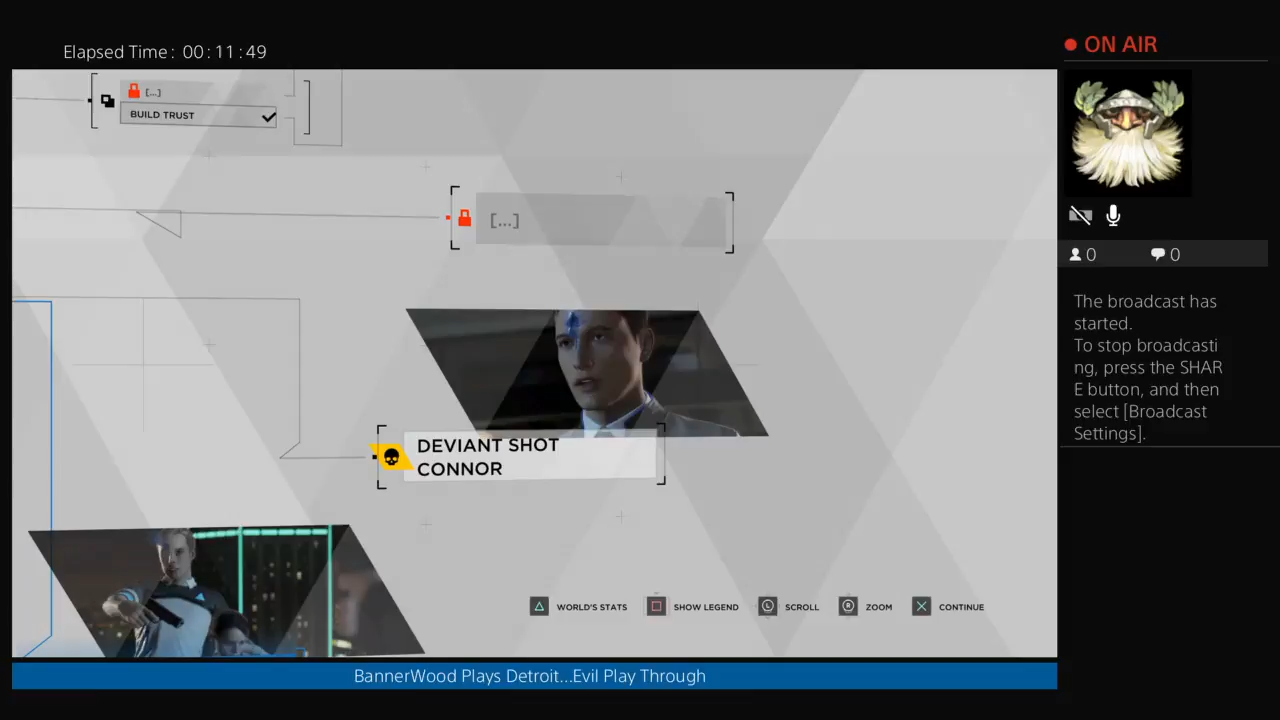 Elapsed Time: 00:11:49
ON AIR
[...]
BUILD TRUST
[...]
0 0
The broadcast has
started.
To stop broadcasti
ng, press the SHAR
E button, and then
select [Broadcast
Settings].
DEVIANT SHOT
CONNOR
WORLD'S STATS SHOW LEGEND L SCROLL R ZOOM CONTINUE
BannerWood Plays Detroit...Evil Play Through